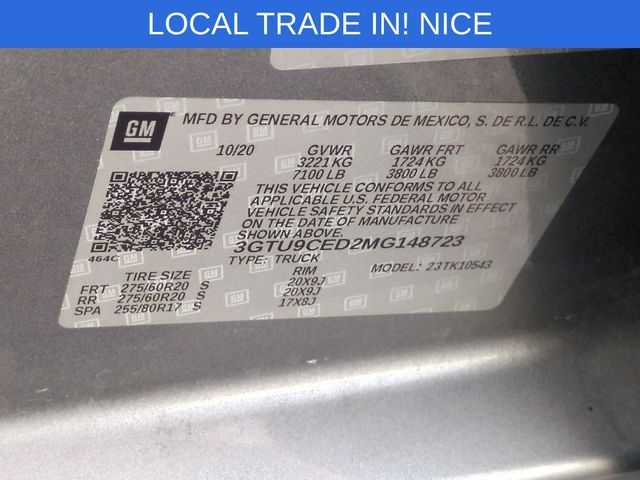 LOCAL TRADE IN! NICE
GM MFD BY GENERAL MOTORS DE MEXICO, S. DE R.L. DE C.V.
10/20 GVWR GAWR FRT GAWR RR
3221 KG 1724 KG 1724 KG
7100 LB 3800 LB 3800 LB
THIS VEHICLE CONFORMS TO ALL
APPLICABLE U.S. FEDERAL MOTOR
VEHICLE SAFETY STANDARDS IN EFFECT
ON THE DATE OF MANUFACTURE
SHOWN ABOVE.
3GTU9CED2MG148723
464C TYPE: TRUCK MODEL: 23TK10543
TIRE SIZE RIM
FRT 275/60R20 S 20X9J
RR 275/60R20 S 20X9J
SPA 255/80R17 S 17X8J